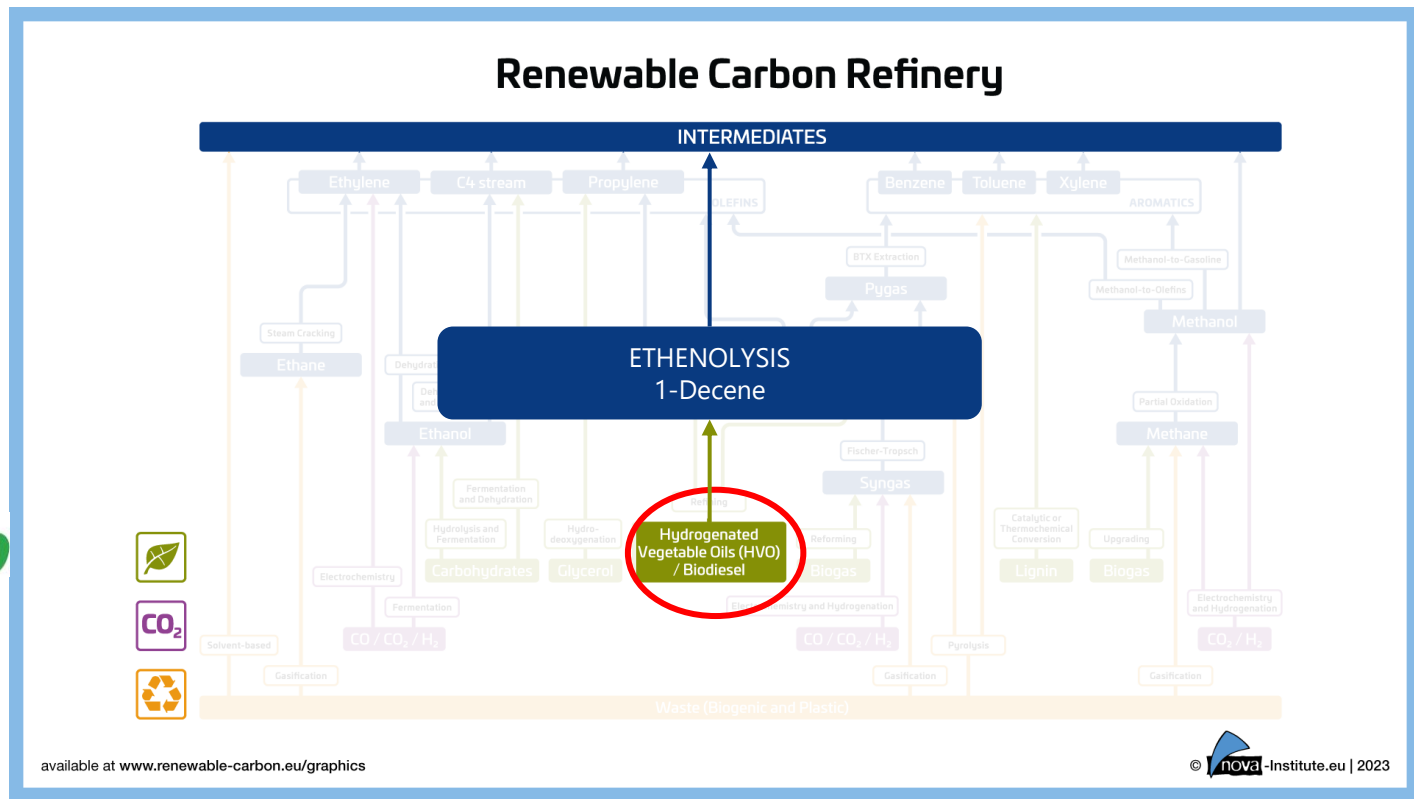 Renewable Carbon Refinery
INTERMEDIATES
Ethylene
C4 stream
Propylene
OLEFINS
Benzene
Toluene
Xylene
AROMATICS
BTX Extraction
Methanol-to-Gasoline
Pygas
Methanol-to-Olefins
Methanol
Steam Cracking
Ethane
ETHENOLYSIS
1-Decene
Partial Oxidation
Ethanol
Methane
Fischer-Tropsch
Syngas
Fermentation
and Dehydration
Hydrolysis and
Fermentation
Hydro-
deoxygenation
Hydrogenated
Vegetable Oils (HVO)
/ Biodiesel
Reforming
Catalytic or
Thermochemical
Conversion
Upgrading
Carbohydrates
Glycerol
Biogas
Lignin
Biogas
Electrochemistry
Fermentation
and Hydrogenation
Electrochemistry
and Hydrogenation
CO₂
CO / CO₂ / H₂
CO / CO₂ / H₂
CO₂ / H₂
Solvent-based
Pyrolysis
Gasification
Gasification
Gasification
Waste (Biogenic and Plastic)
available at www.renewable-carbon.eu/graphics
© nova-Institute.eu | 2023